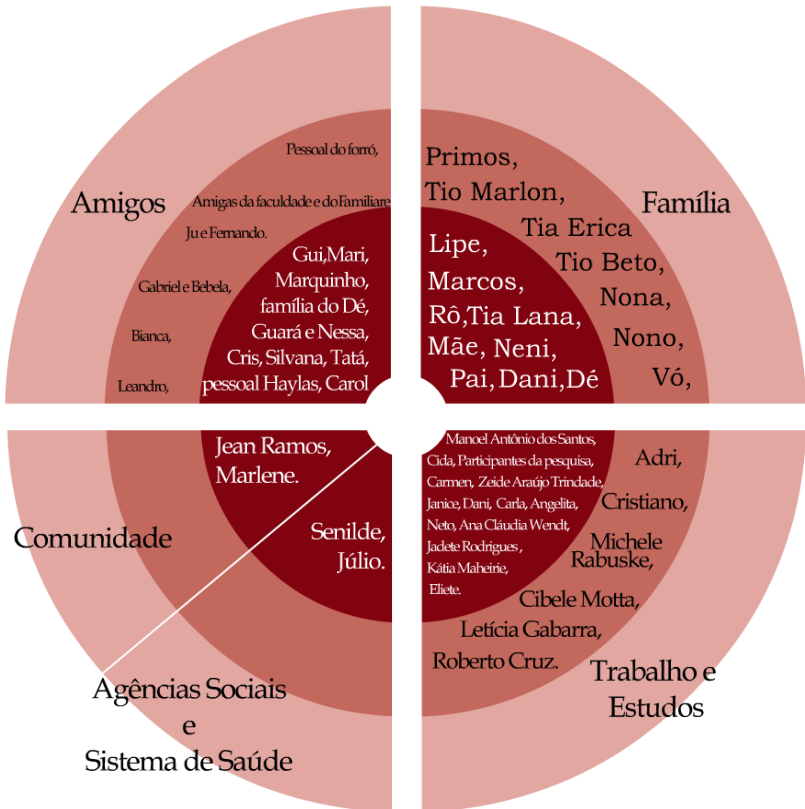 Amigos
Pessoal do forró,
Amigas da faculdade e do Familiare
Ju e Fernando.
Gabriel e Bebela,
Bianca,
Leandro,
Gui,Mari,
Marquinho,
família do Dé,
Guará e Nessa,
Cris, Silvana, Tatá,
pessoal Haylas, Carol
Família
Primos,
Tio Marlon,
Tia Erica
Tio Beto,
Nona,
Nono,
Vó,
Lipe,
Marcos,
Rô,Tia Lana,
Mãe, Neni,
Pai,Dani,Dé
Comunidade
Jean Ramos,
Marlene.
Senilde,
Júlio.
Agências Sociais
e
Sistema de Saúde
Manoel Antônio dos Santos,
Cida, Participantes da pesquisa,
Carmen, Zeide Araújo Trindade,
Janice, Dani, Carla, Angelita,
Neto, Ana Cláudia Wendt,
Jadete Rodrigues ,
Kátia Maheirie,
Eliete.
Adri,
Cristiano,
Michele
Rabuske,
Cibele Motta,
Letícia Gabarra,
Roberto Cruz.
Trabalho e
Estudos